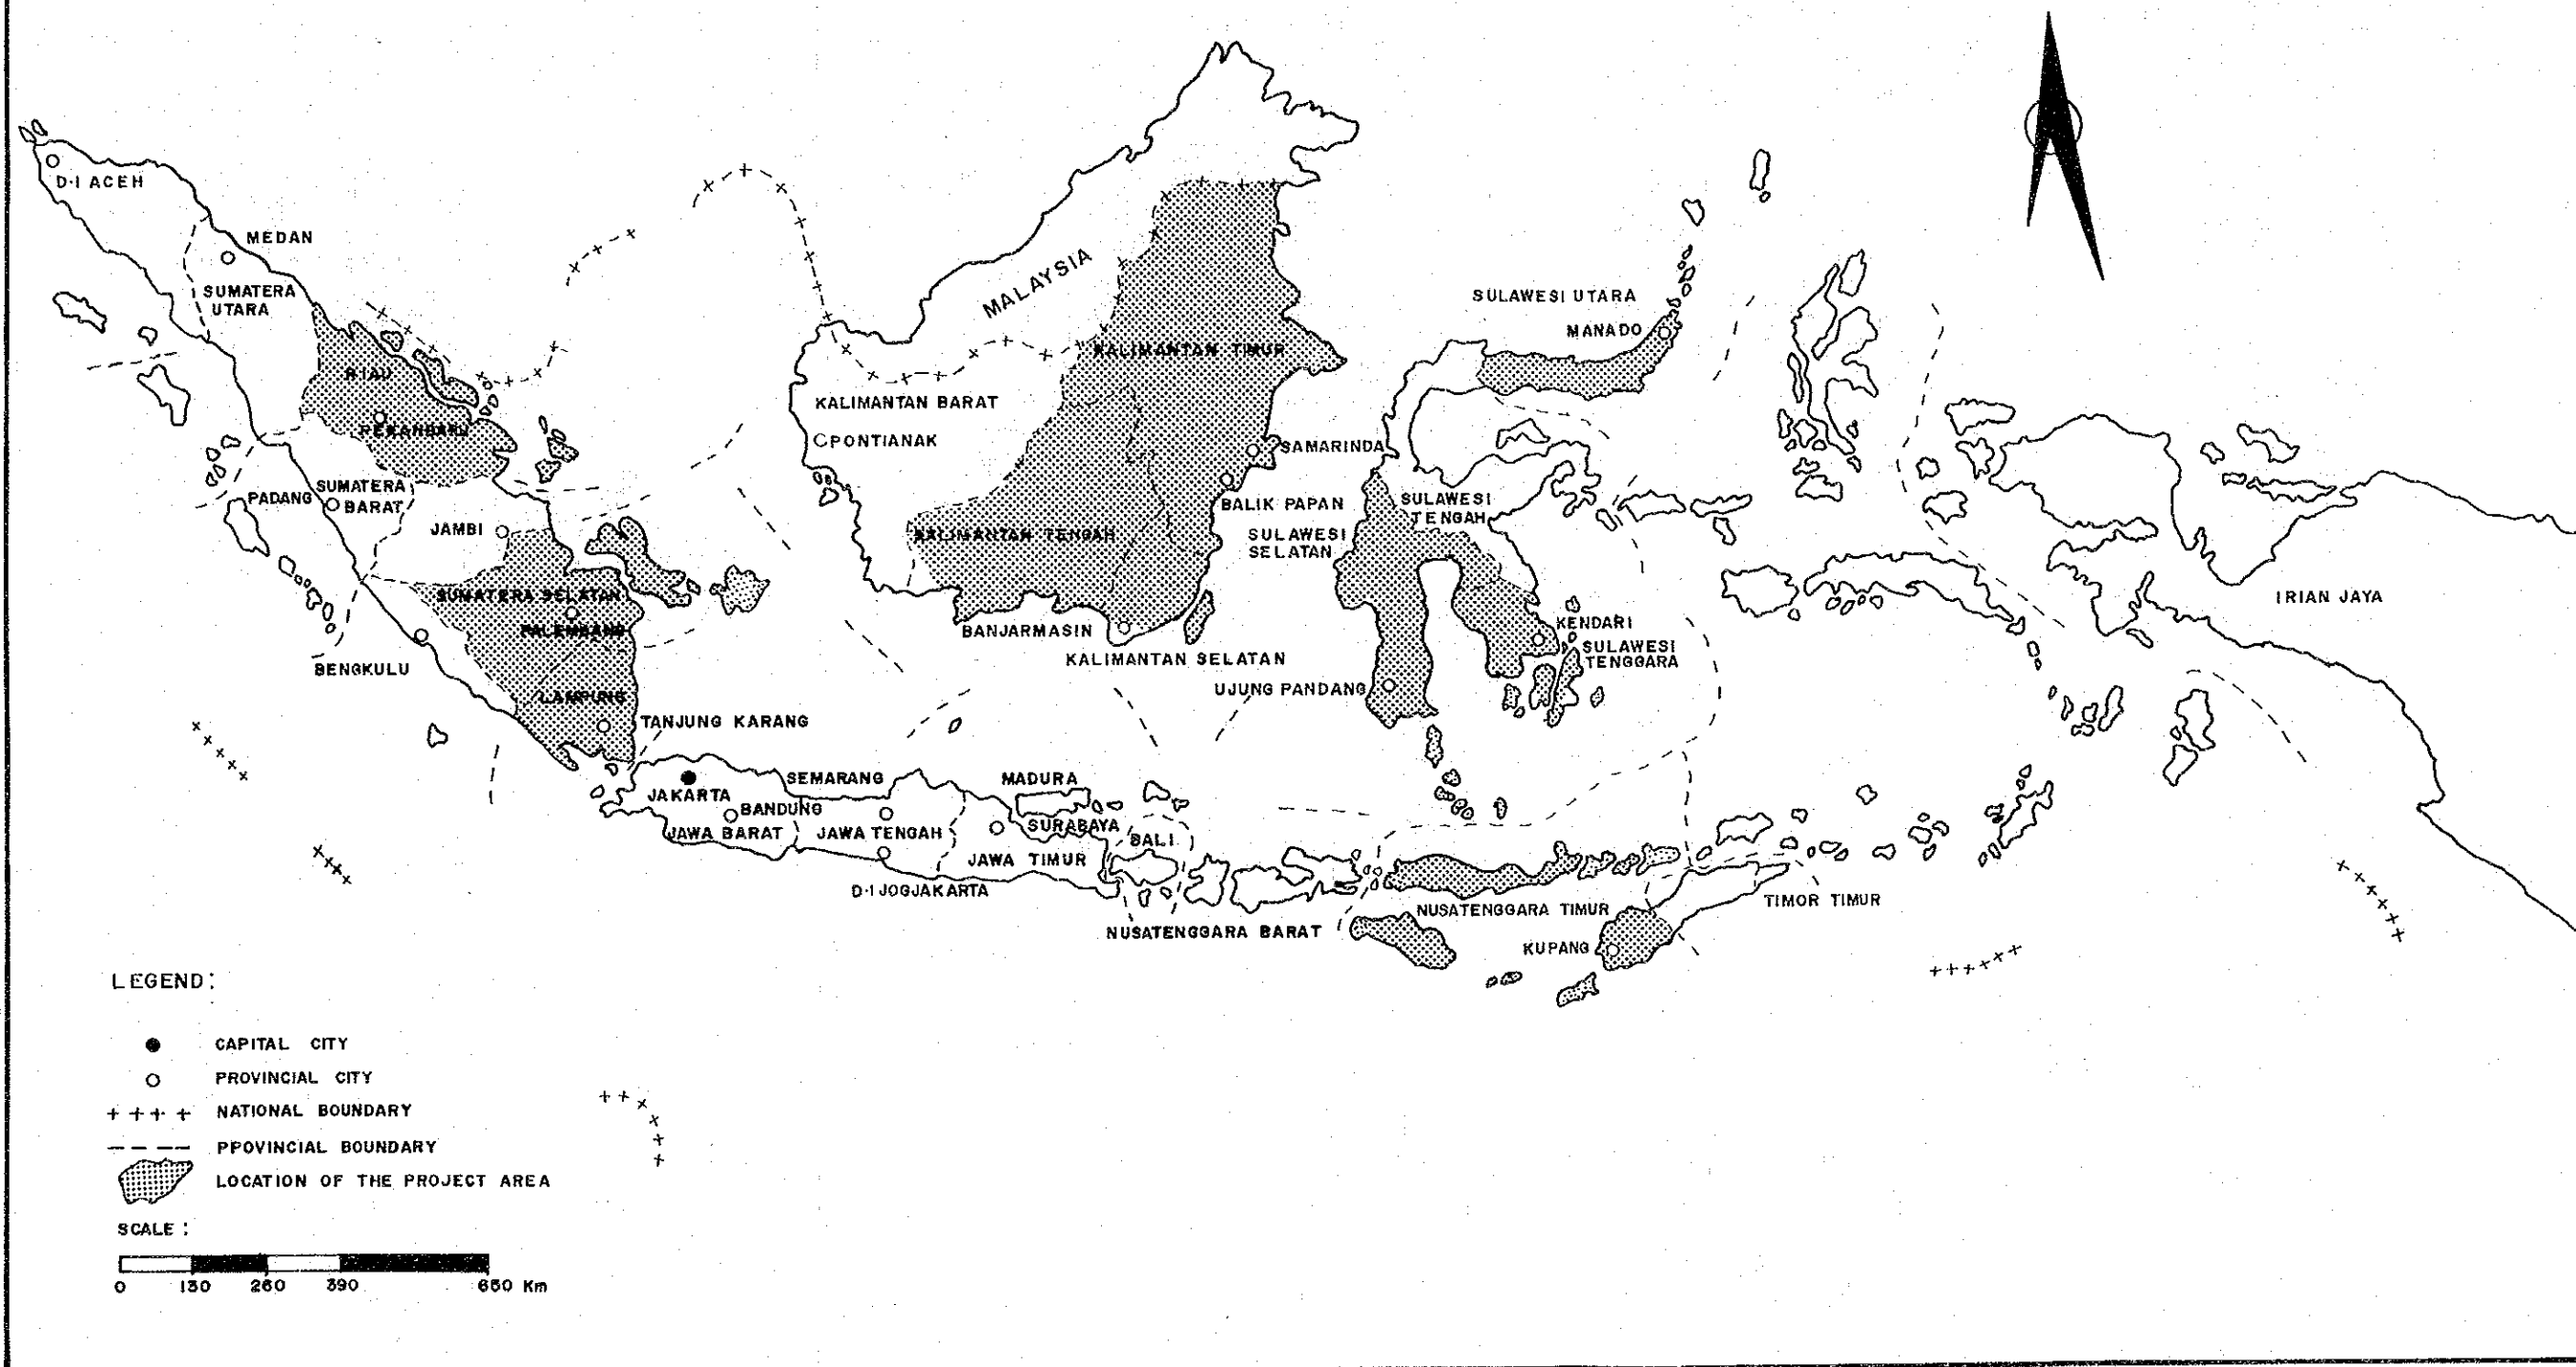 D·I ACEH
MEDAN
SUMATERA
UTARA
RIAU
PEKANBARU
PADANG
SUMATERA
BARAT
JAMBI
SUMATERA SELATAN
PALEMBANG
BENGKULU
LAMPUNG
TANJUNG KARANG
MALAYSIA
KALIMANTAN TIMUR
KALIMANTAN BARAT
PONTIANAK
SAMARINDA
BALIK PAPAN
KALIMANTAN TENGAH
BANJARMASIN
KALIMANTAN SELATAN
SULAWESI UTARA
MANADO
SULAWESI
TENGAH
SULAWESI
SELATAN
KENDARI
SULAWESI
TENGGARA
UJUNG PANDANG
IRIAN JAYA
JAKARTA
BANDUNG
JAWA BARAT
SEMARANG
JAWA TENGAH
D·I JOGJAKARTA
MADURA
SURABAYA
JAWA TIMUR
BALI
NUSATENGGARA BARAT
NUSATENGGARA TIMUR
KUPANG
TIMOR TIMUR
LEGEND:
CAPITAL CITY
PROVINCIAL CITY
NATIONAL BOUNDARY
PPOVINCIAL BOUNDARY
LOCATION OF THE PROJECT AREA
SCALE :
0 130 260 390 650 Km